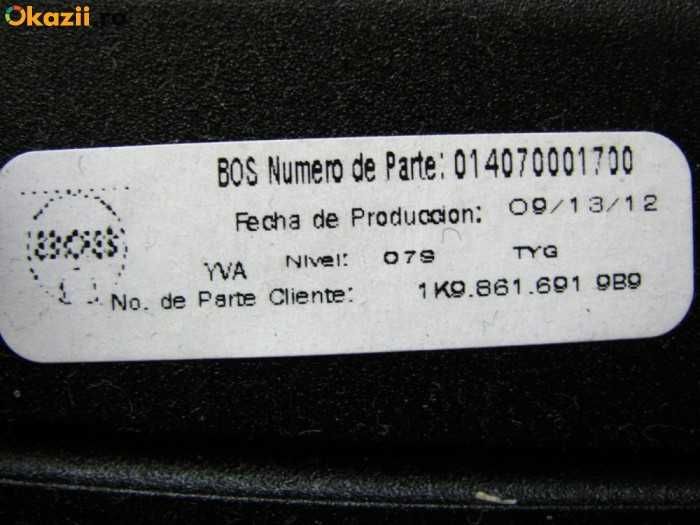 Okazii.ro
BOS Numero de Parte: 014070001700
Fecha de Produccion: 09/13/12
BOS
YVA Nivel: 079 TYG
No. de Parte Cliente: 1K9.861.691 9B9